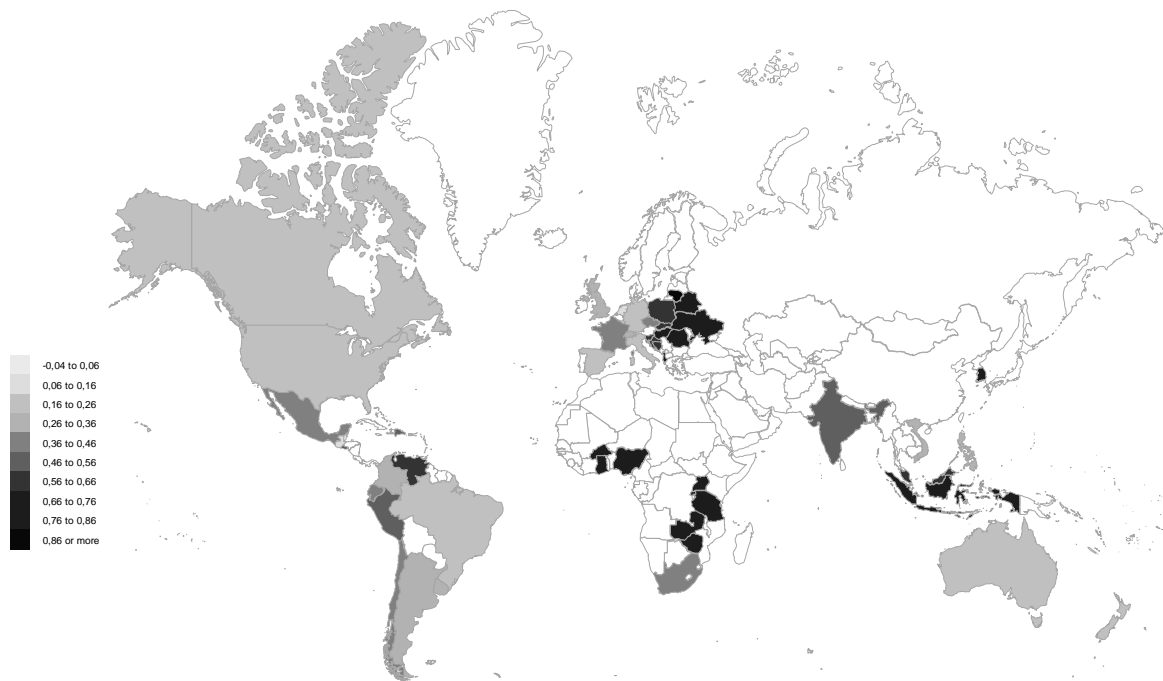 -0,04 to 0,06
0,06 to 0,16
0,16 to 0,26
0,26 to 0,36
0,36 to 0,46
0,46 to 0,56
0,56 to 0,66
0,66 to 0,76
0,76 to 0,86
0,86 or more